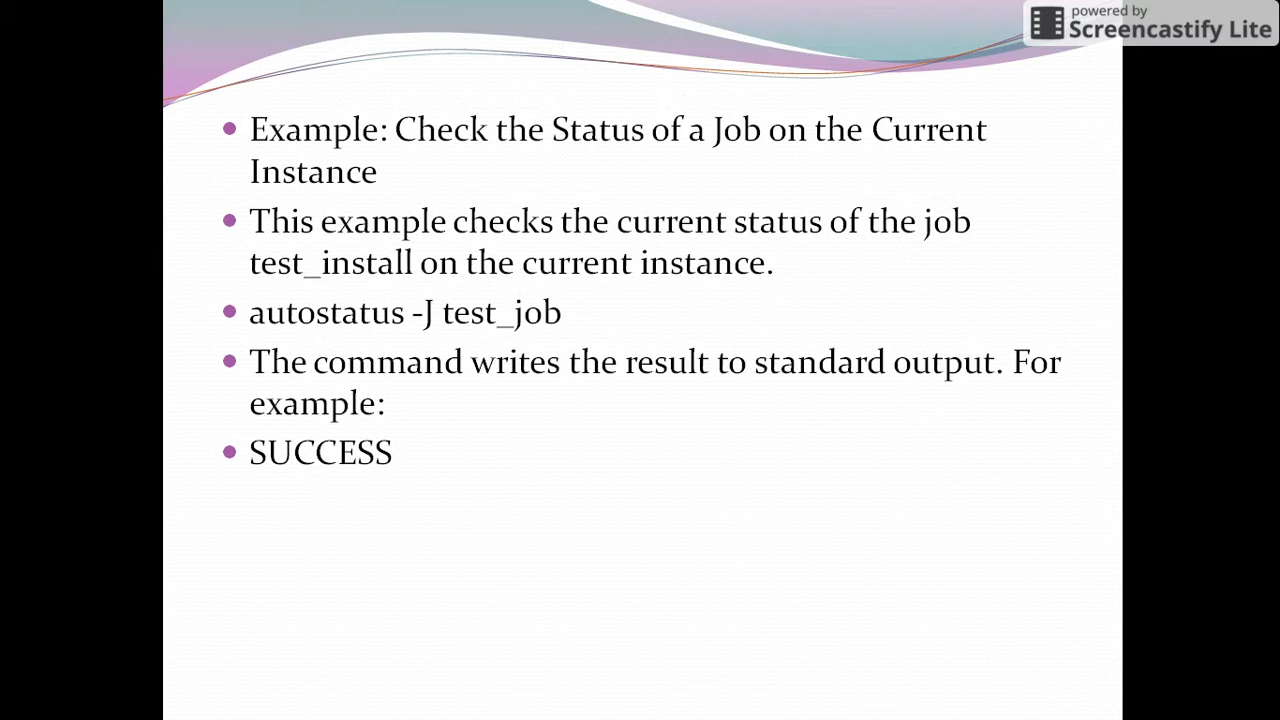 powered by
Screencastify Lite
Example: Check the Status of a Job on the Current
Instance
This example checks the current status of the job
test_install on the current instance.
autostatus -J test_job
The command writes the result to standard output. For
example:
SUCCESS